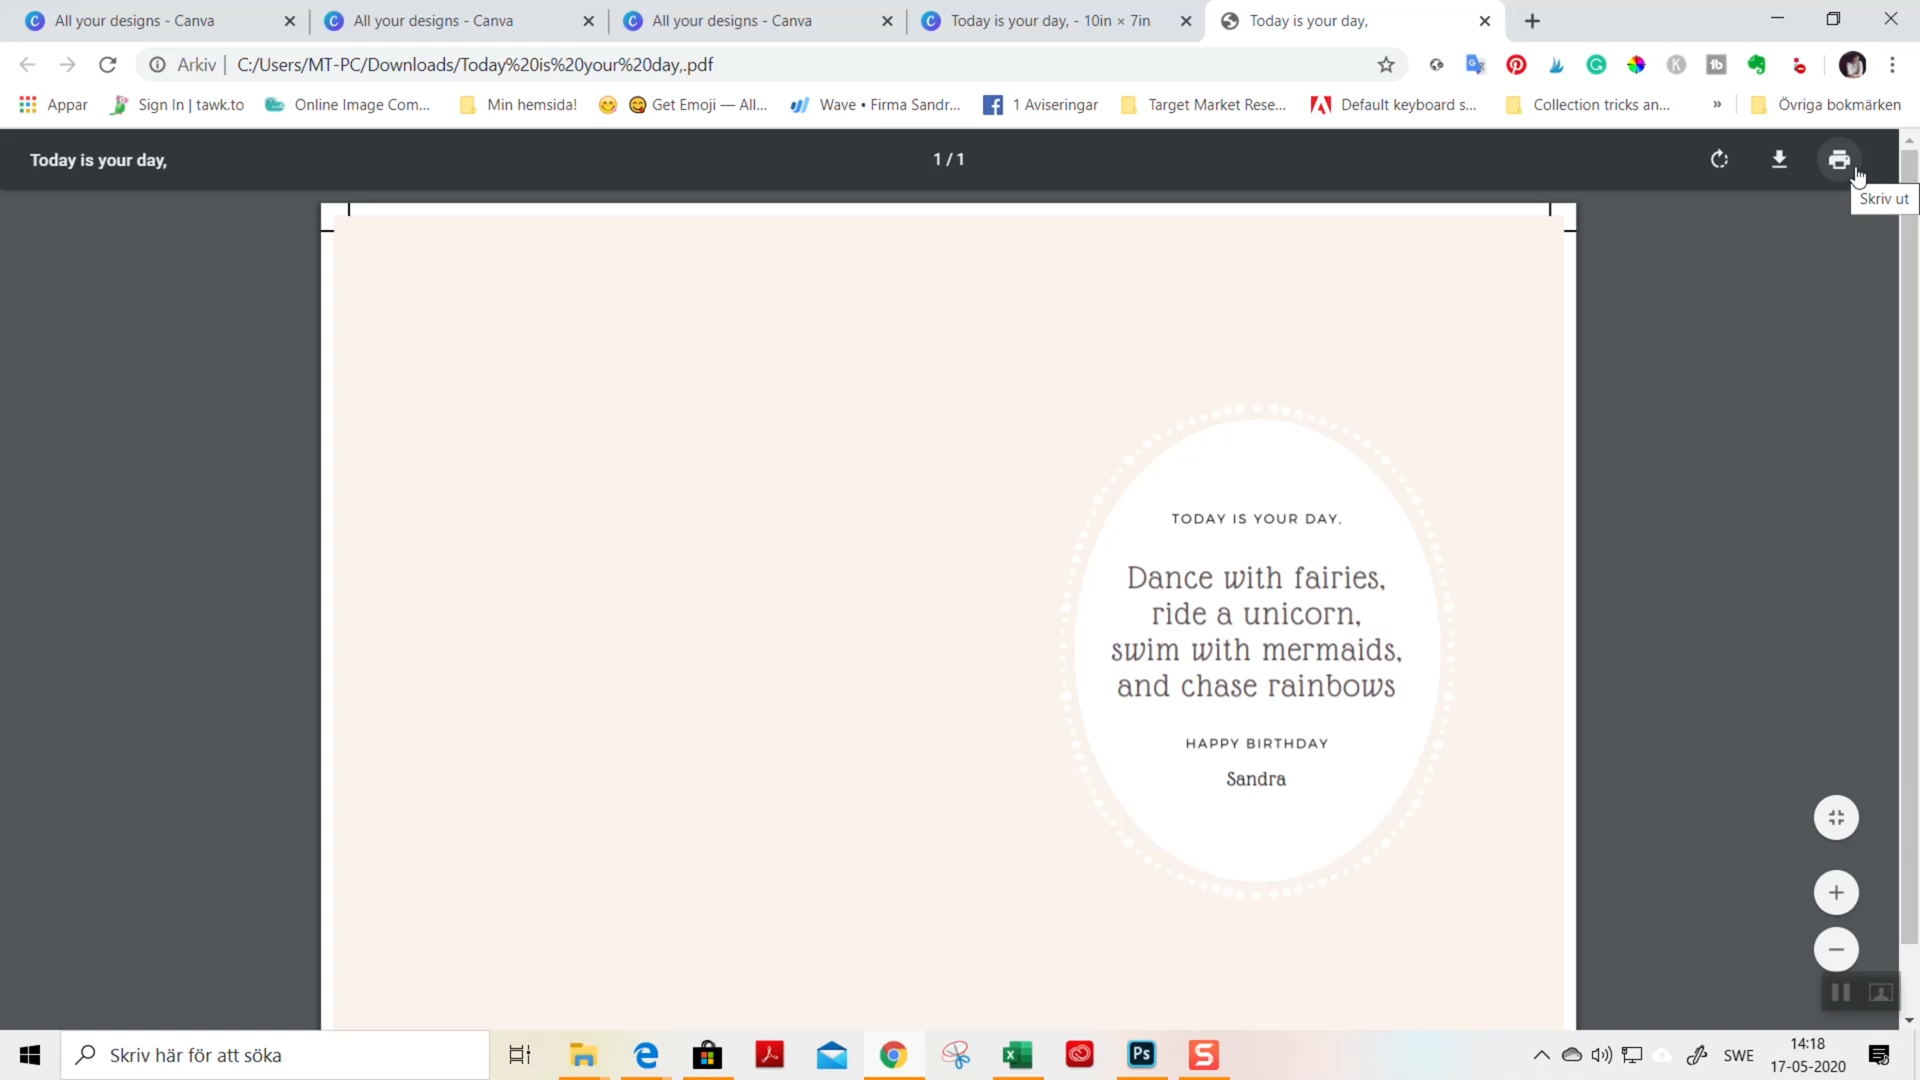 All your designs - Canva
All your designs - Canva
All your designs - Canva
Today is your day, - 10in × 7in
Today is your day,
Arkiv
C:/Users/MT-PC/Downloads/Today%20is%20your%20day,.pdf
Appar
Sign In | tawk.to
Online Image Com...
Min hemsida!
Get Emoji — All...
Wave • Firma Sandr...
1 Aviseringar
Target Market Rese...
Default keyboard s...
Collection tricks an...
»
Övriga bokmärken
Today is your day,
1 / 1
Skriv ut
TODAY IS YOUR DAY.
Dance with fairies,
ride a unicorn,
swim with mermaids,
and chase rainbows
HAPPY BIRTHDAY
Sandra
Skriv här för att söka
SWE
14:18
17-05-2020